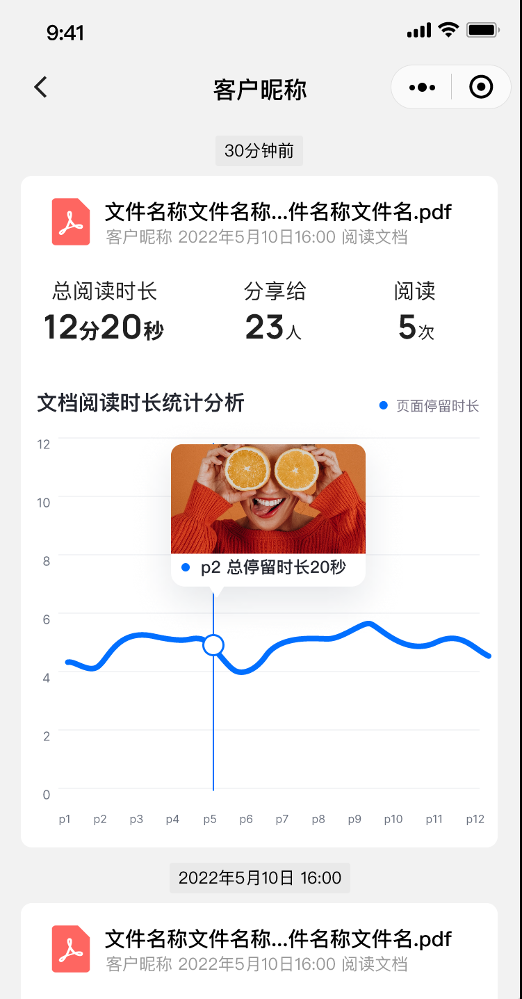 9:41
客户昵称
30分钟前
文件名称文件名称...件名称文件名.pdf
客户昵称 2022年5月10日16:00 阅读文档
总阅读时长 分享给 阅读
12分20秒 23人 5次
文档阅读时长统计分析 页面停留时长
12
10
p2 总停留时长20秒
8
6
4
2
0
p1 p2 p3 p4 p5 p6 p7 p8 p9 p10 p11 p12
2022年5月10日 16:00
文件名称文件名称...件名称文件名.pdf
客户昵称 2022年5月10日16:00 阅读文档